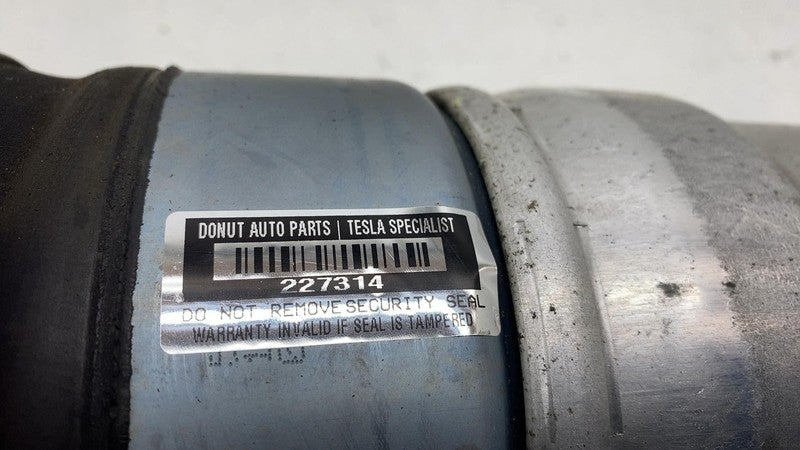 DONUT AUTO PARTS | TESLA SPECIALIST
227314
DO NOT REMOVE SECURITY SEAL
WARRANTY INVALID IF SEAL IS TAMPERED